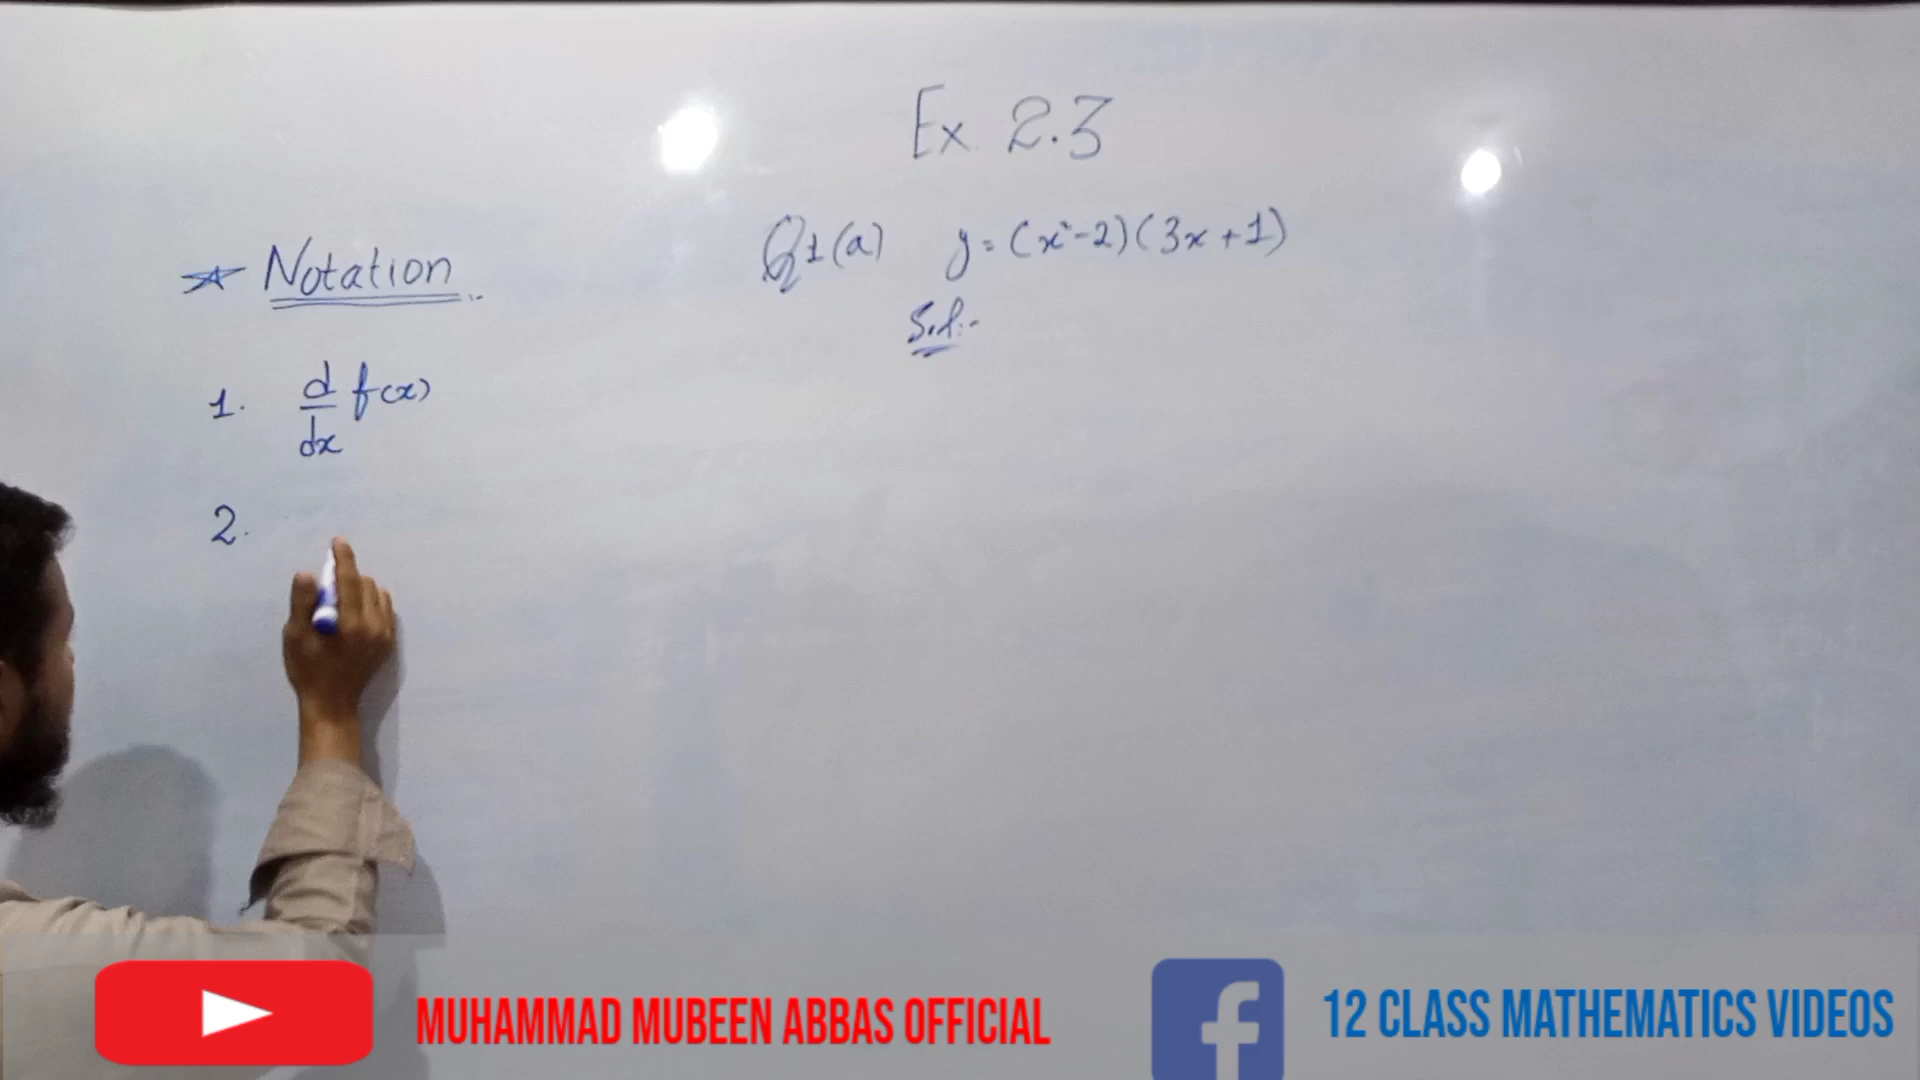 Ex 2.3
Q1(a) y = (x²-2)(3x+1)
Sol:-
★ Notation
1. d/dx f(x)
2.
MUHAMMAD MUBEEN ABBAS OFFICIAL
12 CLASS MATHEMATICS VIDEOS